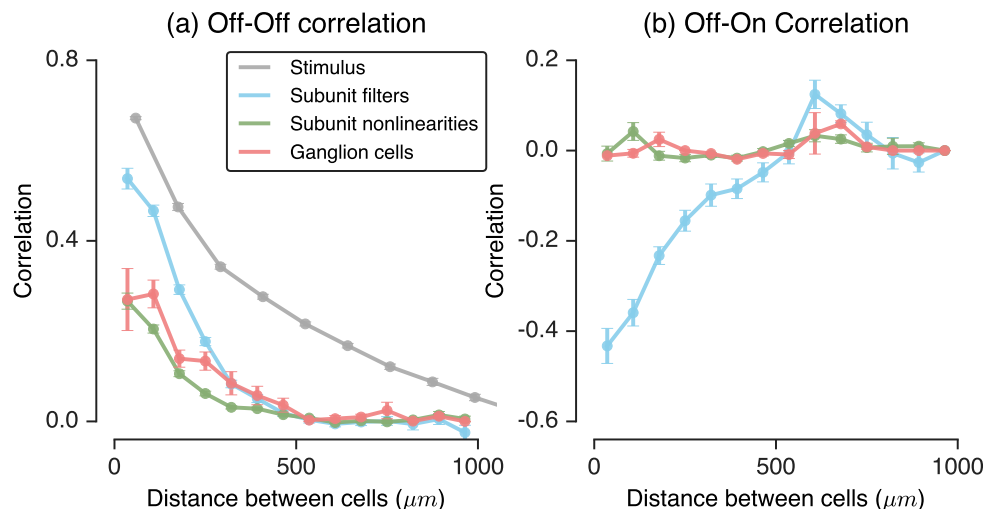 (a) Off-Off correlation
Stimulus
Subunit filters
Subunit nonlinearities
Ganglion cells
Correlation
0.8
0.4
0.0
0
500
1000
Distance between cells (μm)
(b) Off-On Correlation
Correlation
0.2
0.0
-0.2
-0.4
-0.6
0
500
1000
Distance between cells (μm)